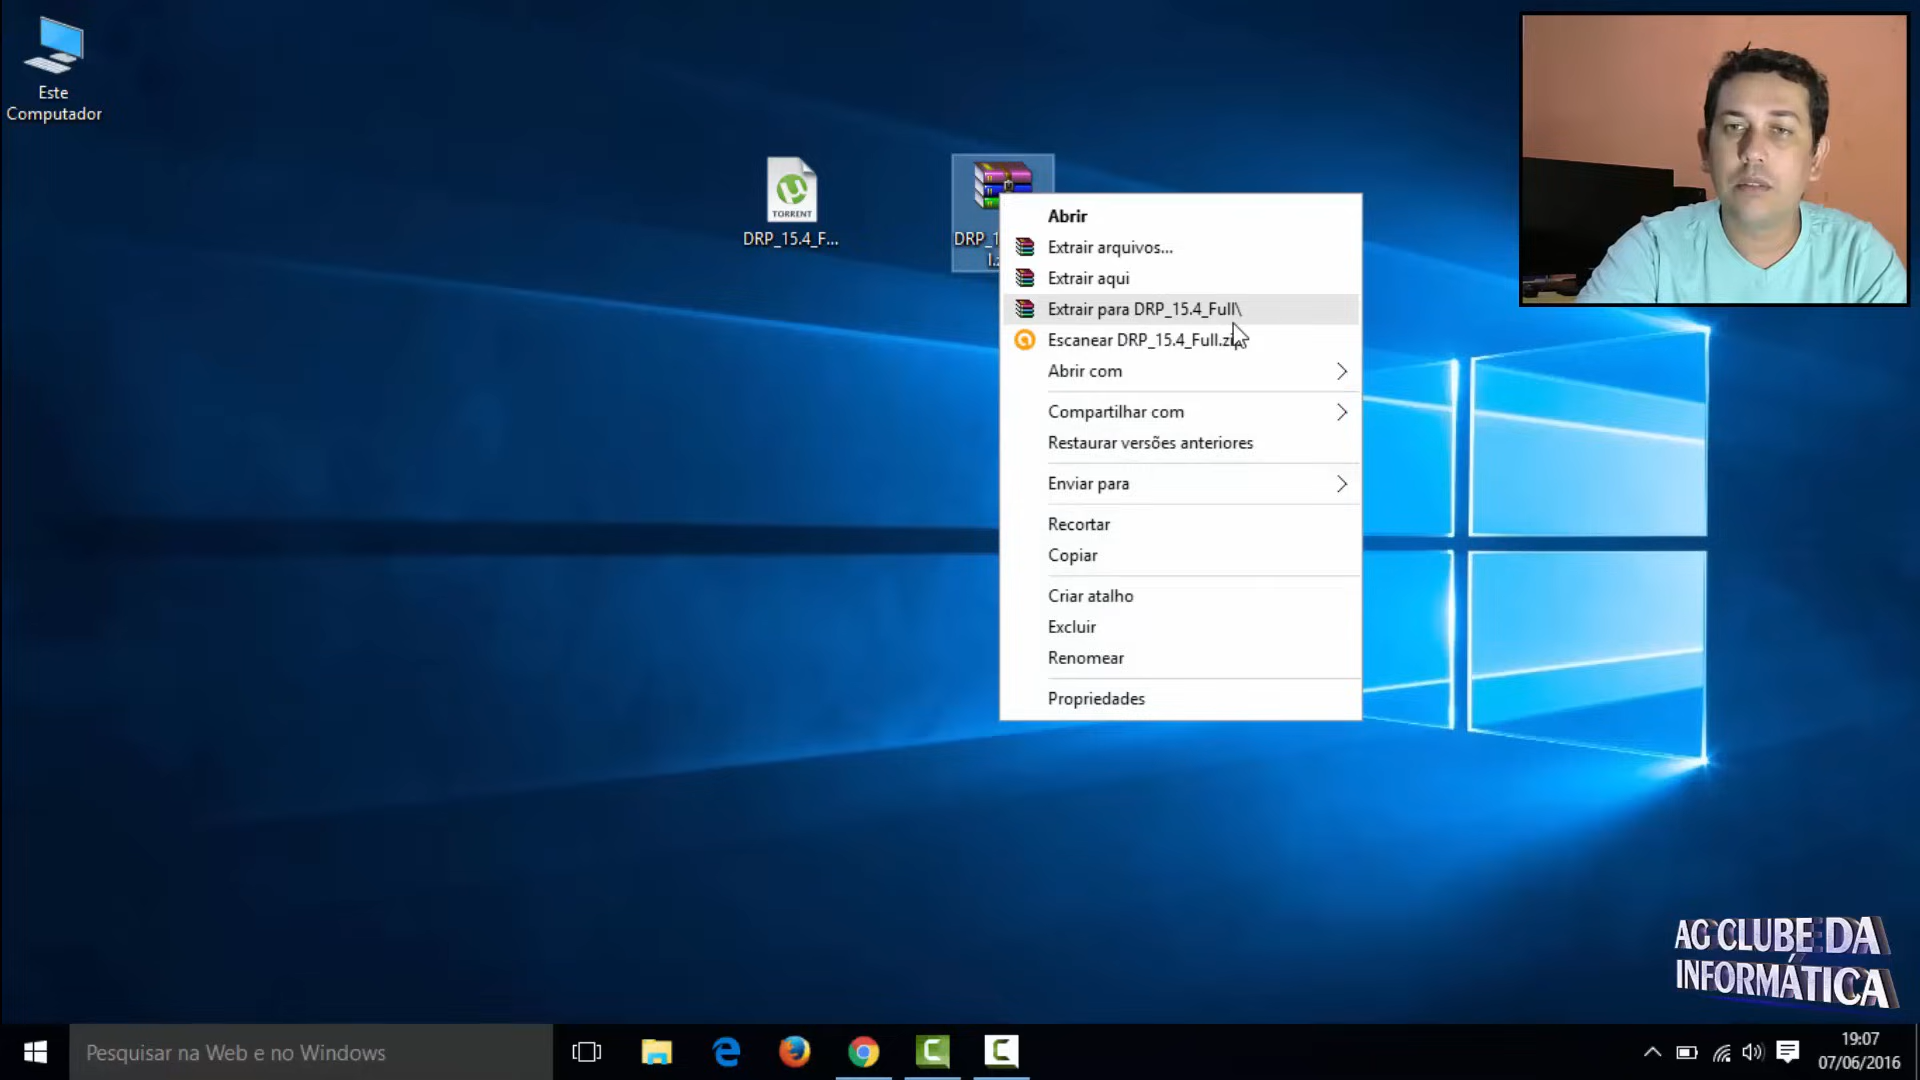 Este
Computador
TORRENT
DRP_15.4_F...
DRP_1
Abrir
Extrair arquivos...
Extrair aqui
Extrair para DRP_15.4_Full\
Escanear DRP_15.4_Full.zip
Abrir com
Compartilhar com
Restaurar versões anteriores
Enviar para
Recortar
Copiar
Criar atalho
Excluir
Renomear
Propriedades
AG CLUBE DA
INFORMÁTICA
Pesquisar na Web e no Windows
19:07
07/06/2016